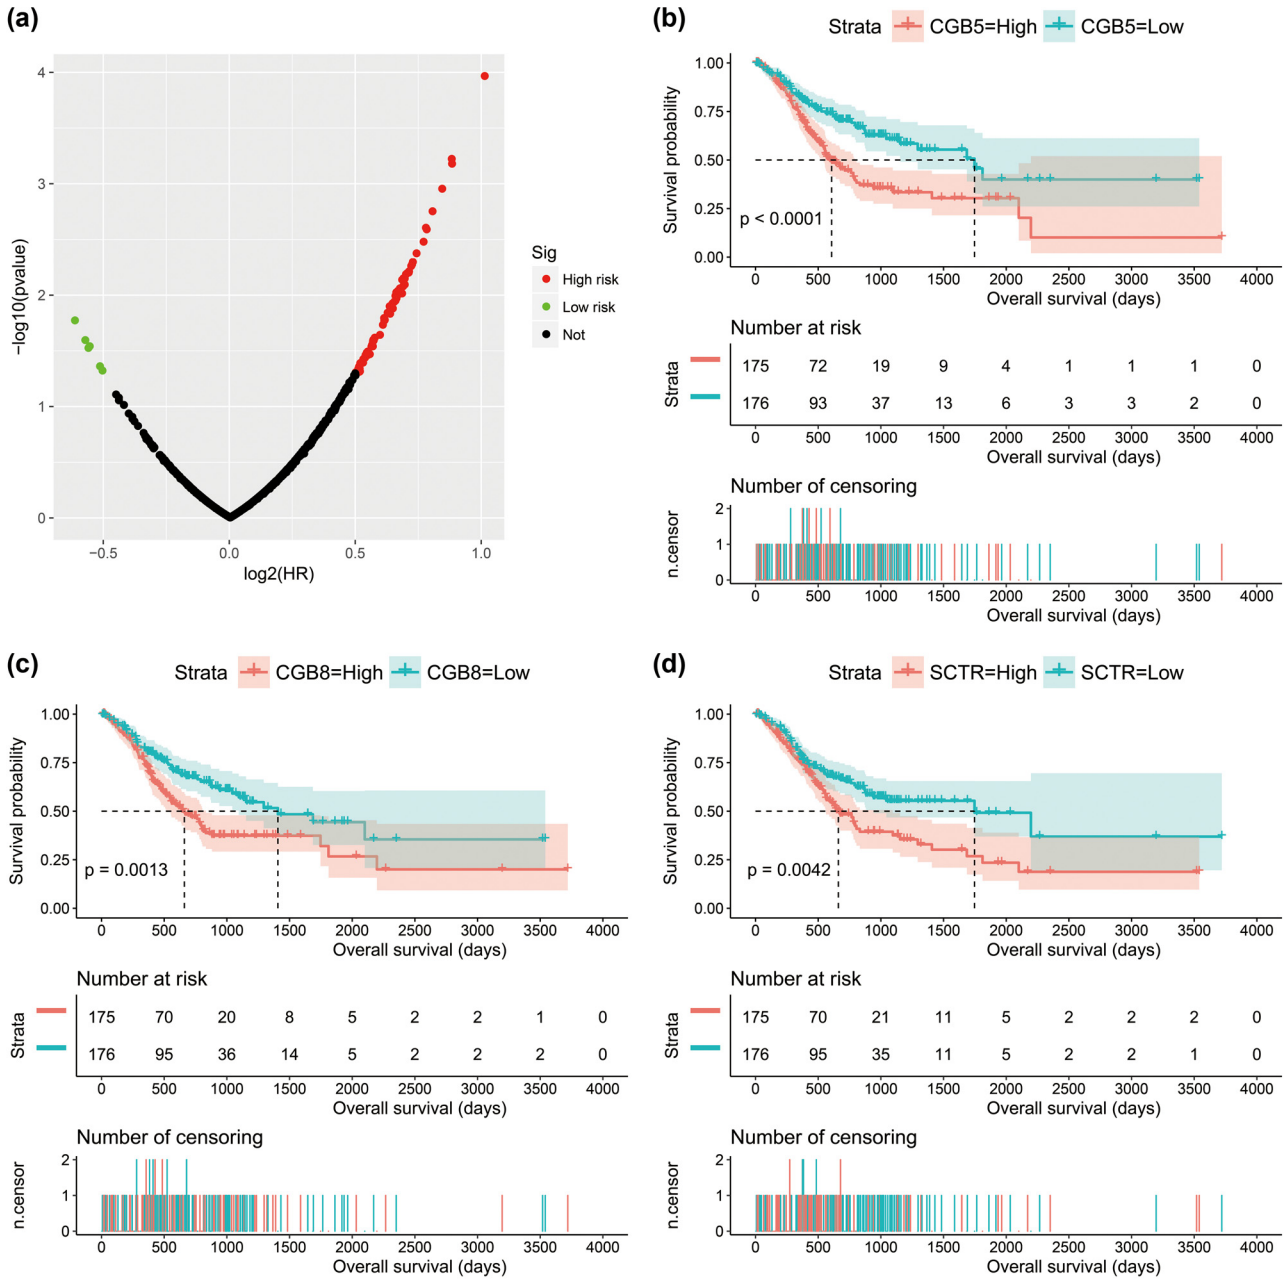 (a)
4
3
2
1
0
−log10(pvalue)
−0.5 0.0 0.5 1.0
log2(HR)
Sig
High risk
Low risk
Not
(b)
Strata CGB5=High CGB5=Low
Survival probability
1.00
0.75
0.50
0.25
0.00
p < 0.0001
0 500 1000 1500 2000 2500 3000 3500 4000
Overall survival (days)
Number at risk
Strata
175 72 19 9 4 1 1 1 0
176 93 37 13 6 3 3 2 0
0 500 1000 1500 2000 2500 3000 3500 4000
Overall survival (days)
Number of censoring
n.censor
2
1
0
0 500 1000 1500 2000 2500 3000 3500 4000
Overall survival (days)
(c)
Strata CGB8=High CGB8=Low
Survival probability
1.00
0.75
0.50
0.25
0.00
p = 0.0013
0 500 1000 1500 2000 2500 3000 3500 4000
Overall survival (days)
Number at risk
Strata
175 70 20 8 5 2 2 1 0
176 95 36 14 5 2 2 2 0
0 500 1000 1500 2000 2500 3000 3500 4000
Overall survival (days)
Number of censoring
n.censor
2
1
0
0 500 1000 1500 2000 2500 3000 3500 4000
Overall survival (days)
(d)
Strata SCTR=High SCTR=Low
Survival probability
1.00
0.75
0.50
0.25
0.00
p = 0.0042
0 500 1000 1500 2000 2500 3000 3500 4000
Overall survival (days)
Number at risk
Strata
175 70 21 11 5 2 2 2 0
176 95 35 11 5 2 2 1 0
0 500 1000 1500 2000 2500 3000 3500 4000
Overall survival (days)
Number of censoring
n.censor
2
1
0
0 500 1000 1500 2000 2500 3000 3500 4000
Overall survival (days)